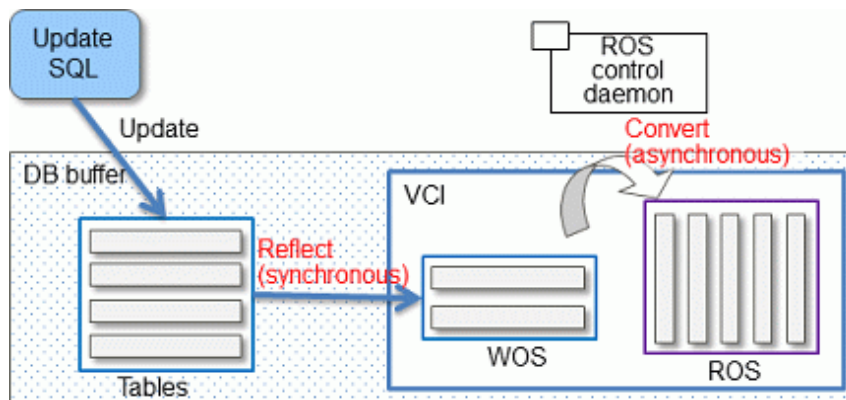 Update
SQL
ROS
control
daemon
Update
Convert
(asynchronous)
DB buffer
VCI
Reflect
(synchronous)
WOS
ROS
Tables